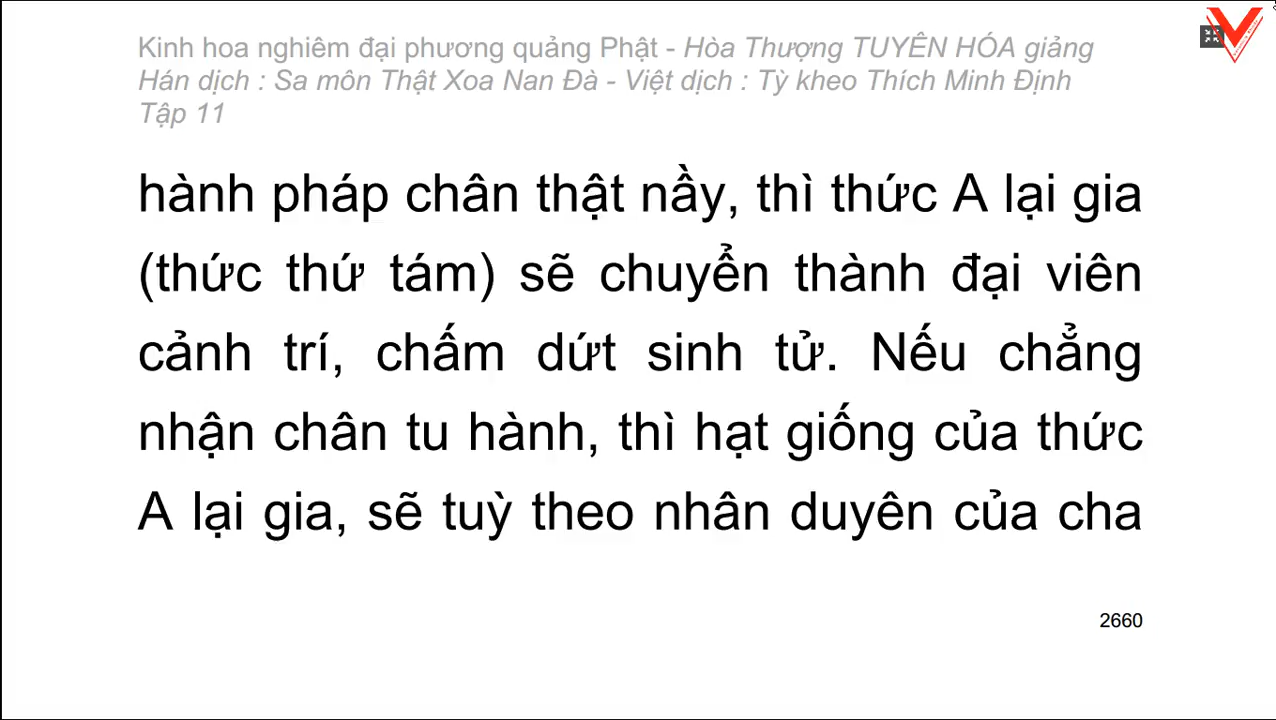 Kinh hoa nghiêm đại phương quảng Phật - Hòa Thượng TUYÊN HÓA giảng
Hán dịch : Sa môn Thật Xoa Nan Đà - Việt dịch : Tỳ kheo Thích Minh Định
Tập 11
hành pháp chân thật nầy, thì thức A lại gia
(thức thứ tám) sẽ chuyển thành đại viên
cảnh trí, chấm dứt sinh tử. Nếu chẳng
nhận chân tu hành, thì hạt giống của thức
A lại gia, sẽ tuỳ theo nhân duyên của cha
2660